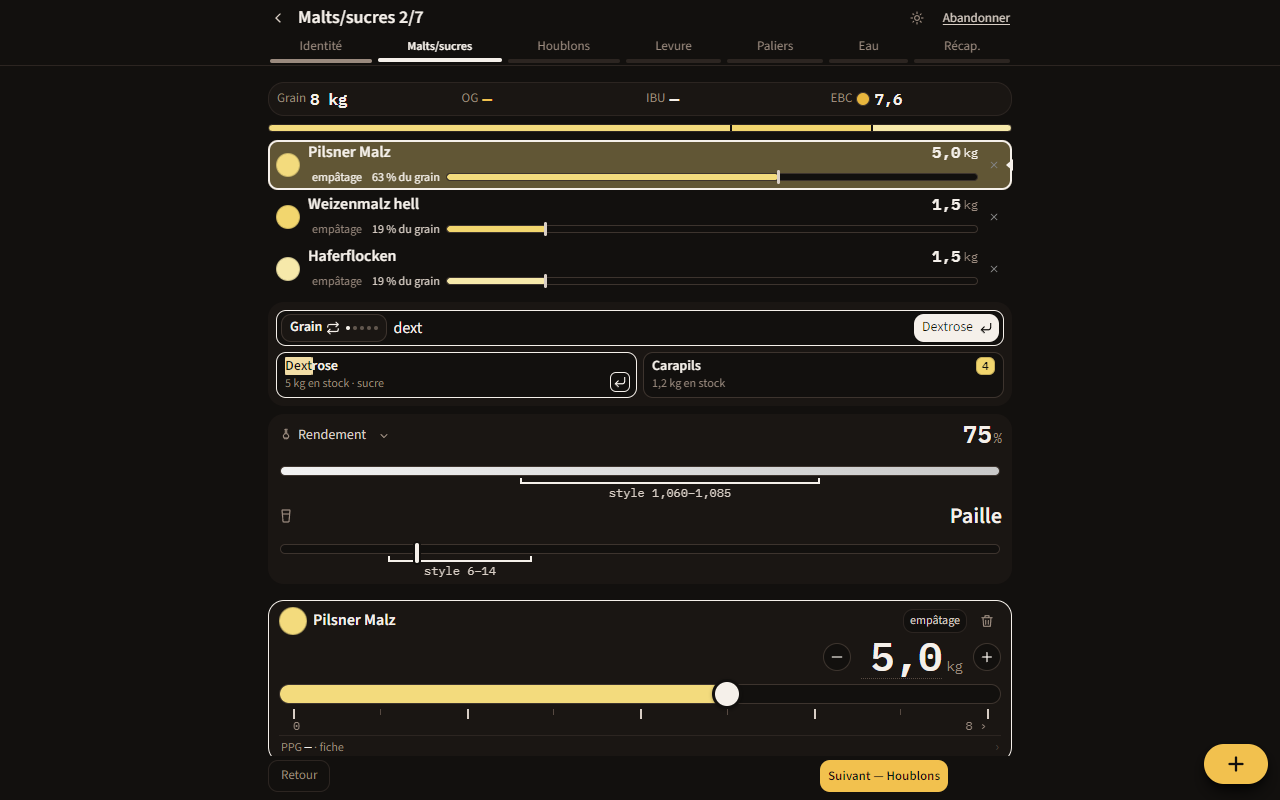 Malts/sucres 2/7
Abandonner
Identité
Malts/sucres
Houblons
Levure
Paliers
Eau
Récap.
Grain 8 kg
OG —
IBU —
EBC 7,6
Pilsner Malz
5,0 kg
empâtage 63 % du grain
Weizenmalz hell
1,5 kg
empâtage 19 % du grain
Haferflocken
1,5 kg
empâtage 19 % du grain
Grain dext
Dextrose
Dextrose
5 kg en stock · sucre
Carapils
4
1,2 kg en stock
Rendement
75%
style 1,060–1,085
Paille
style 6–14
Pilsner Malz
empâtage
5,0 kg
0
8 ›
PPG — · fiche
Retour
Suivant — Houblons